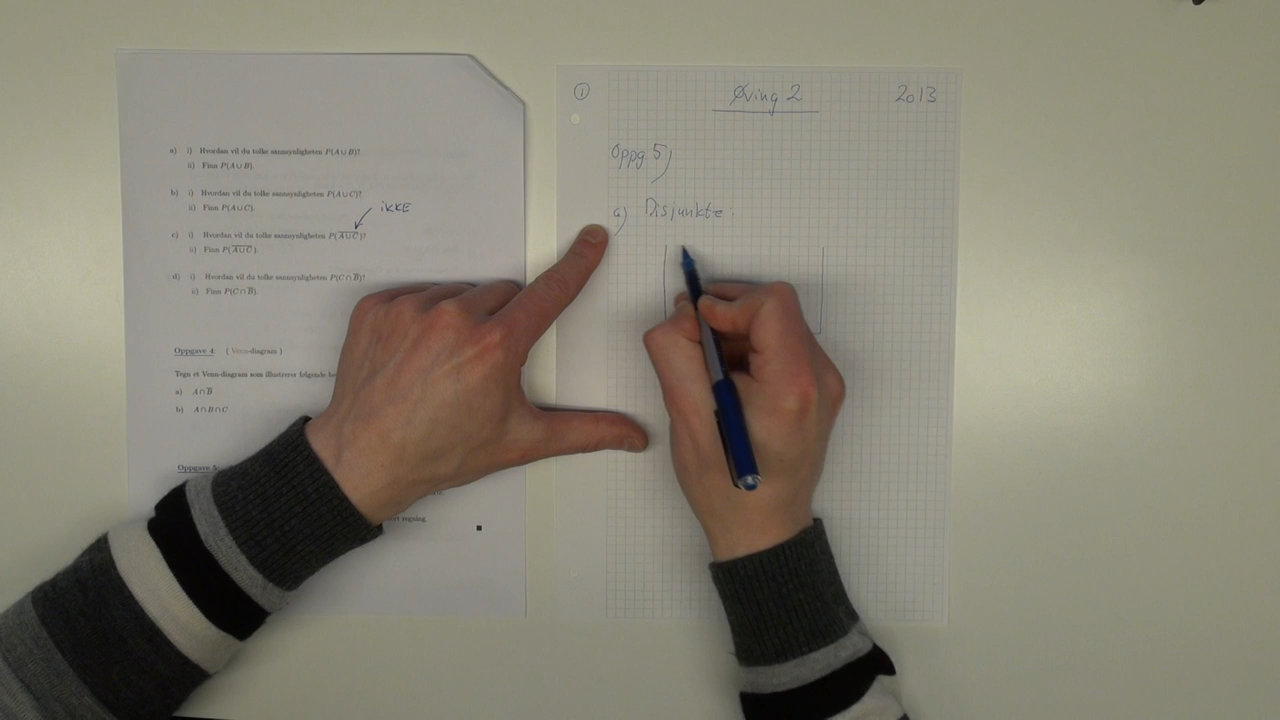 a) i) Hvordan vil du tolke sannsynligheten P(A∪B)?
ii) Finn P(A∪B).
b) i) Hvordan vil du tolke sannsynligheten P(A∪C)?
ii) Finn P(A∪C).
IKKE
c) i) Hvordan vil du tolke sannsynligheten P(A̅∪̅C̅)?
ii) Finn P(A̅∪̅C̅).
d) i) Hvordan vil du tolke sannsynligheten P(C∩B̅)?
ii) Finn P(C∩B̅).
Oppgave 4: ( Venn-diagram )
Tegn et Venn-diagram som illustrerer følgende
a) A∩B̅
b) A∩B∩C
Oppgave 5:
regning.
① Øving 2 2013
Oppg 5)
a) Disjunkte: